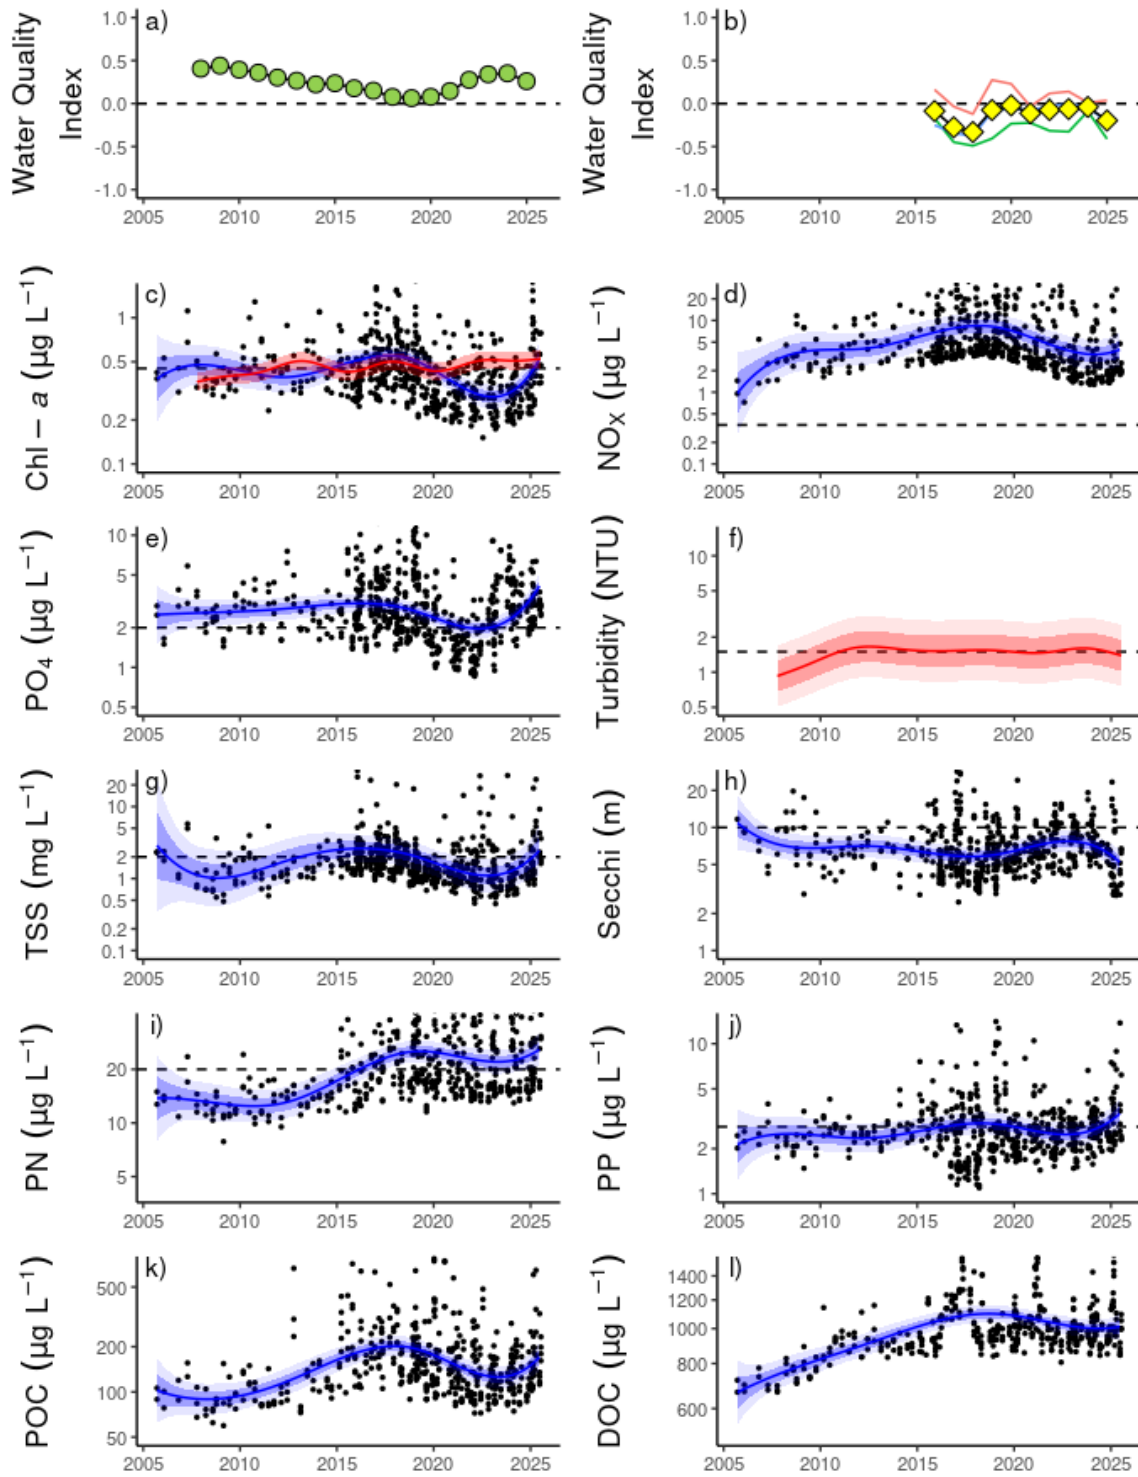 a)
Water Quality
Index
1.0
0.5
0.0
-0.5
-1.0
2005 2010 2015 2020 2025
b)
Water Quality
Index
1.0
0.5
0.0
-0.5
-1.0
2005 2010 2015 2020 2025
c)
Chl − a (µg L−1)
1
0.5
0.2
0.1
2005 2010 2015 2020 2025
d)
NOX (µg L−1)
20
10
5
2
1
0.5
0.2
0.1
2005 2010 2015 2020 2025
e)
PO4 (µg L−1)
10
5
2
1
0.5
2005 2010 2015 2020 2025
f)
Turbidity (NTU)
10
5
2
1
0.5
2005 2010 2015 2020 2025
g)
TSS (mg L−1)
20
10
5
2
1
0.5
0.2
0.1
2005 2010 2015 2020 2025
h)
Secchi (m)
20
10
5
2
1
2005 2010 2015 2020 2025
i)
PN (µg L−1)
20
10
5
2005 2010 2015 2020 2025
j)
PP (µg L−1)
10
5
2
1
2005 2010 2015 2020 2025
k)
POC (µg L−1)
500
200
100
50
2005 2010 2015 2020 2025
l)
DOC (µg L−1)
1400
1200
1000
800
600
2005 2010 2015 2020 2025